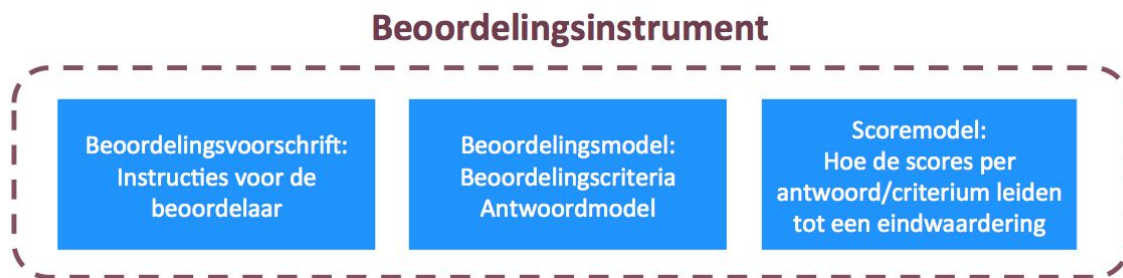 Beoordelingsinstrument
Beoordelingsvoorschrift:
Instructies voor de
beoordelaar
Beoordelingsmodel:
Beoordelingscriteria
Antwoordmodel
Scoremodel:
Hoe de scores per
antwoord/criterium leiden
tot een eindwaardering